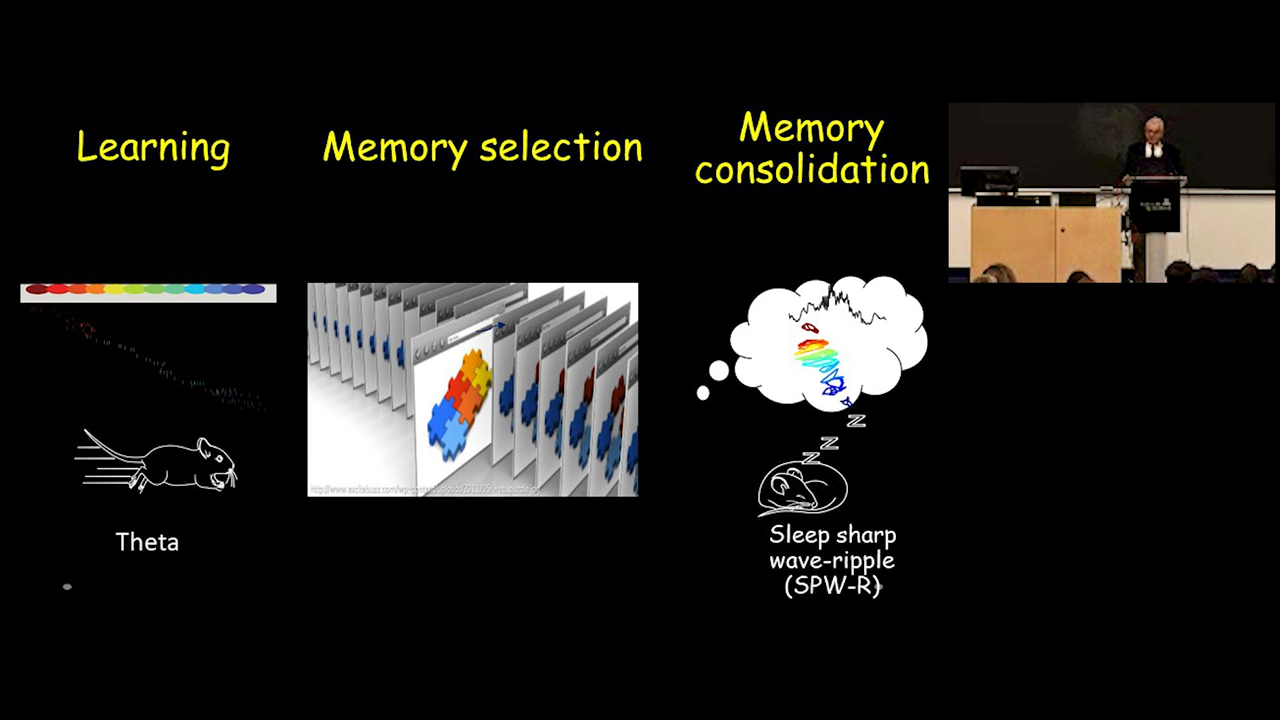 Learning
Memory selection
Memory
consolidation
Z
Z
Z
Theta
Sleep sharp
wave-ripple
(SPW-R)